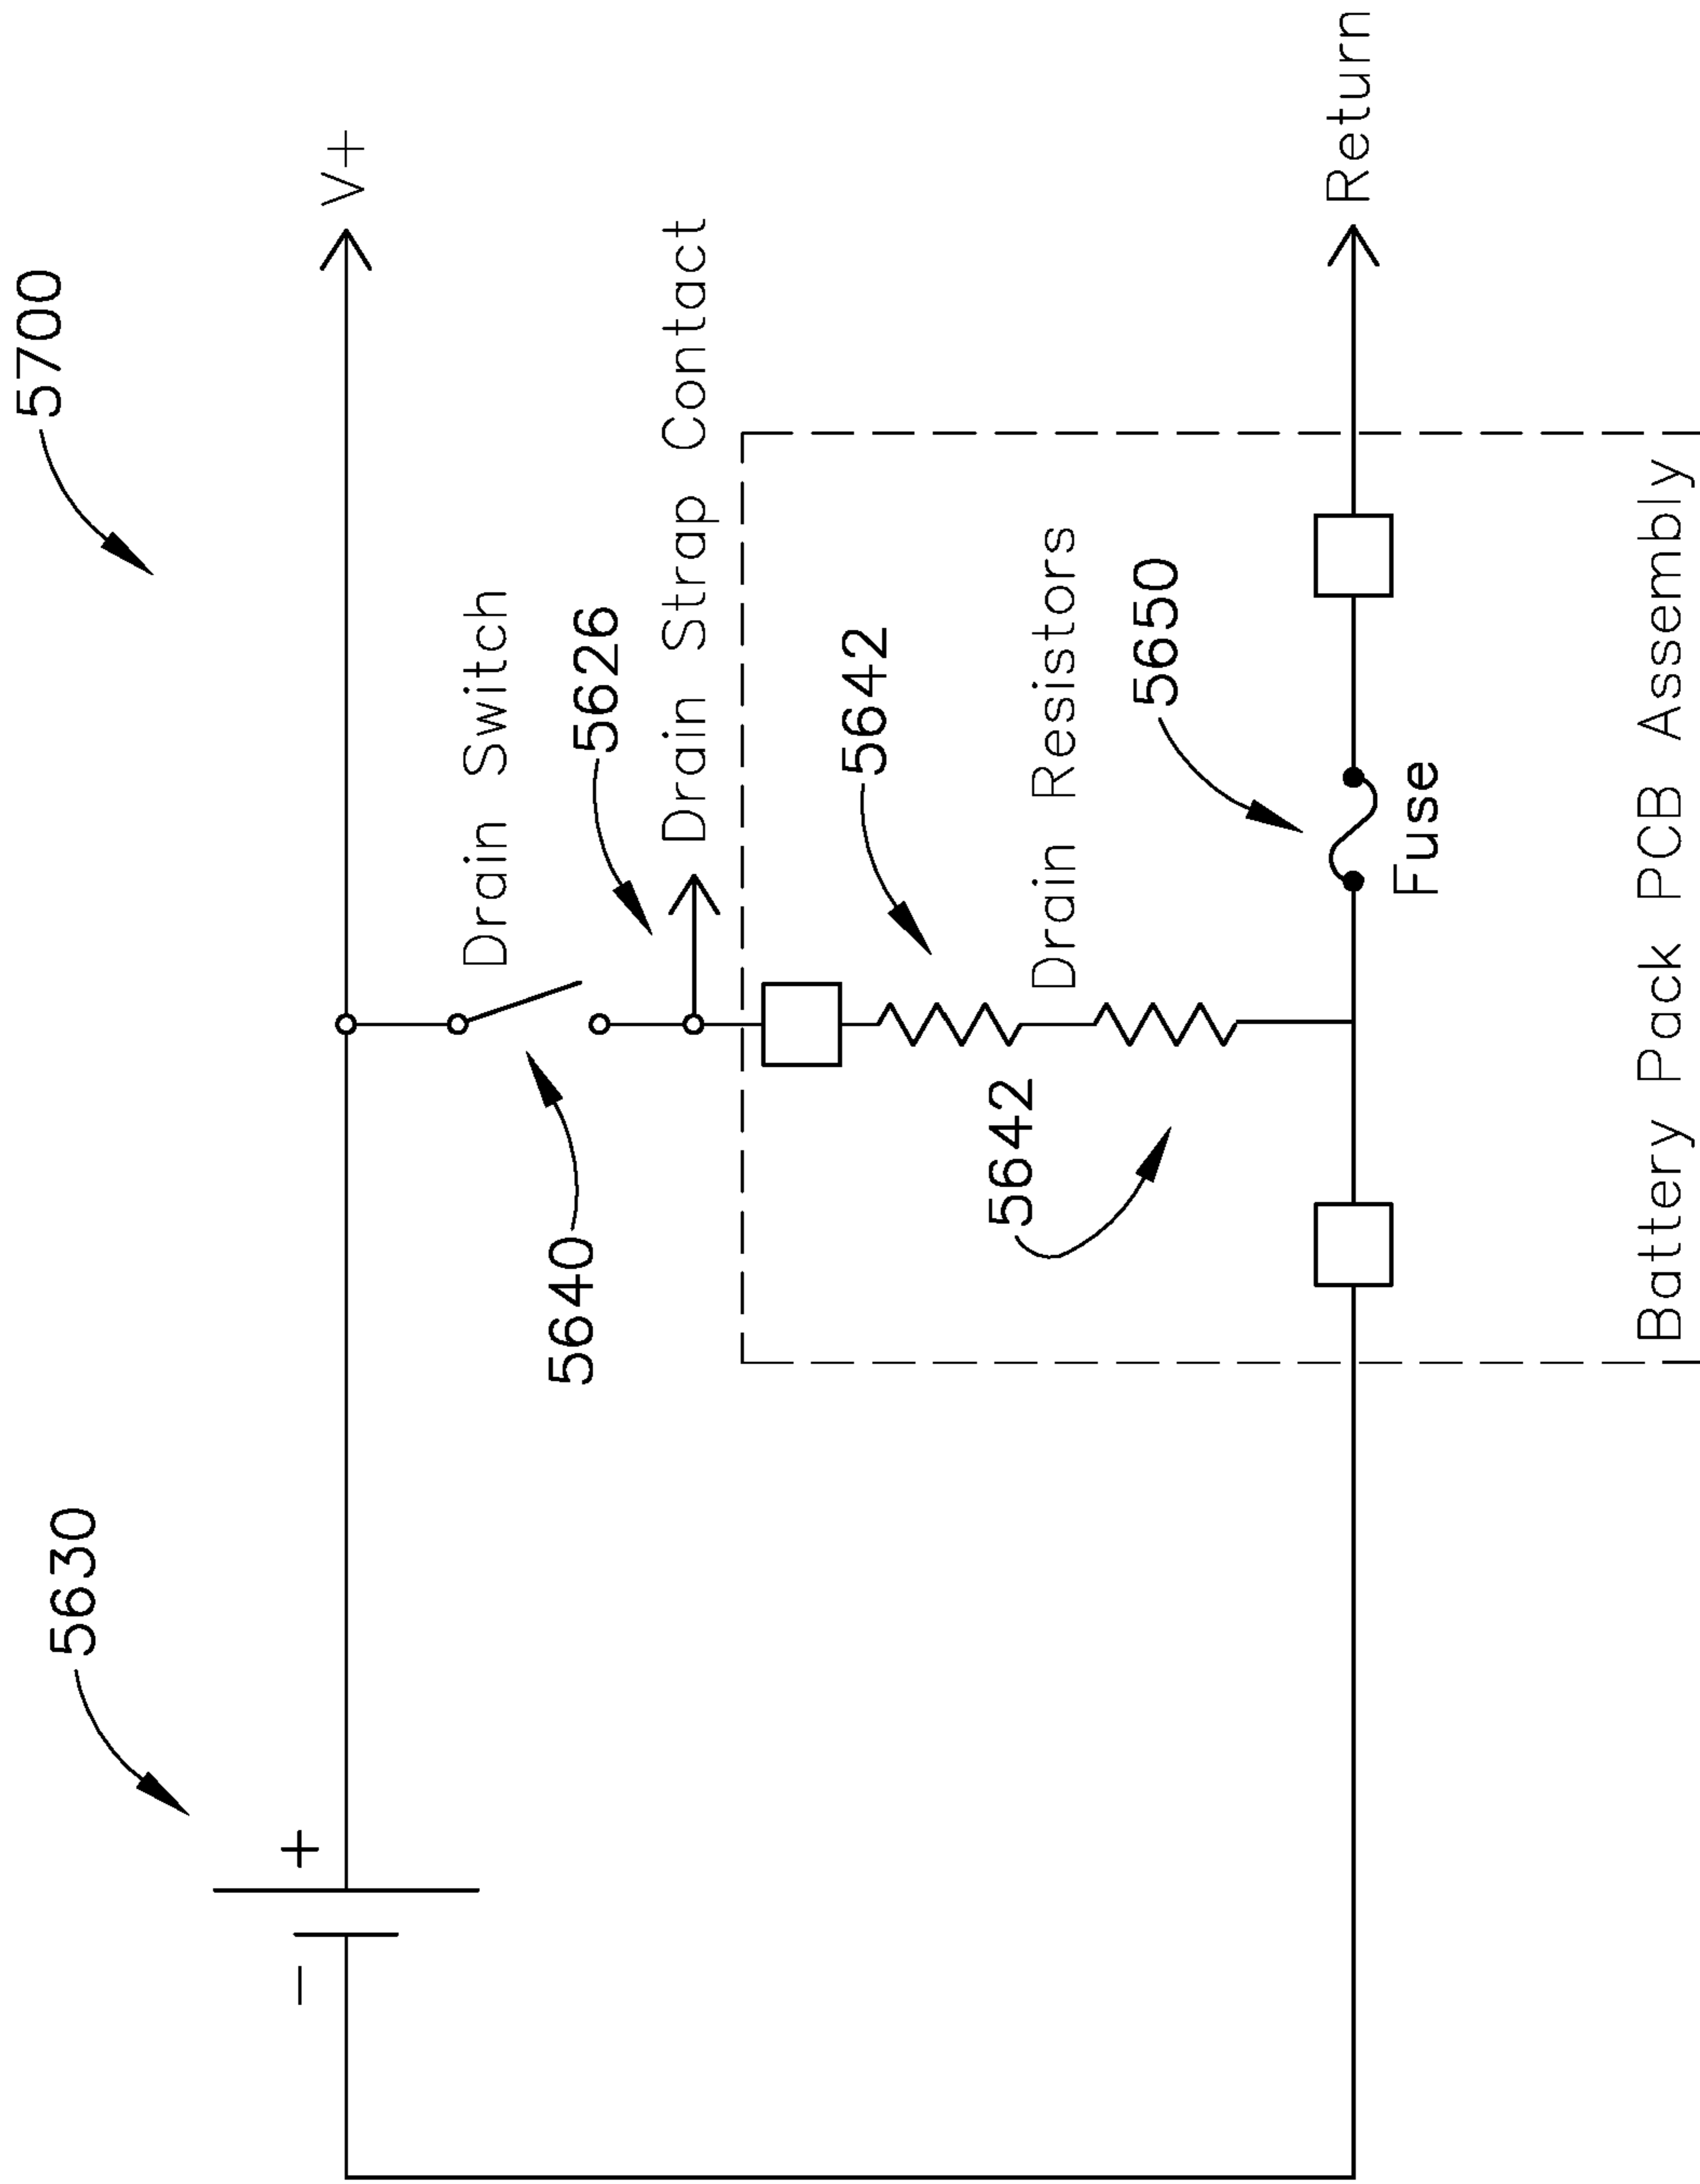 5700
V+
5630
+
−
Drain Switch
5640
5626
Drain Strap Contact
5642
5642
Drain Resistors
5650
Fuse
Return
Battery Pack PCB Assembly